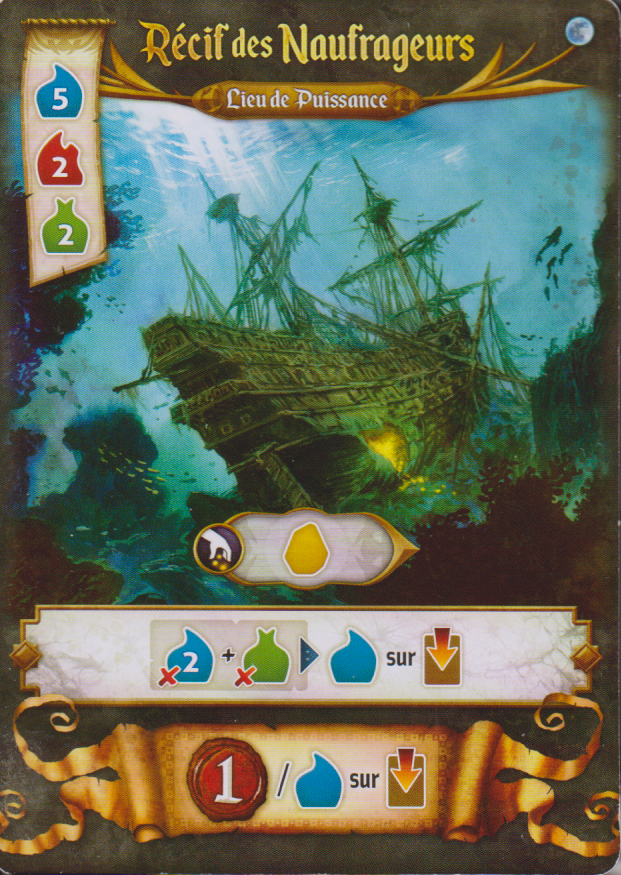 Récif des Naufrageurs
Lieu de Puissance
5
2
2
2 + sur
1 / sur